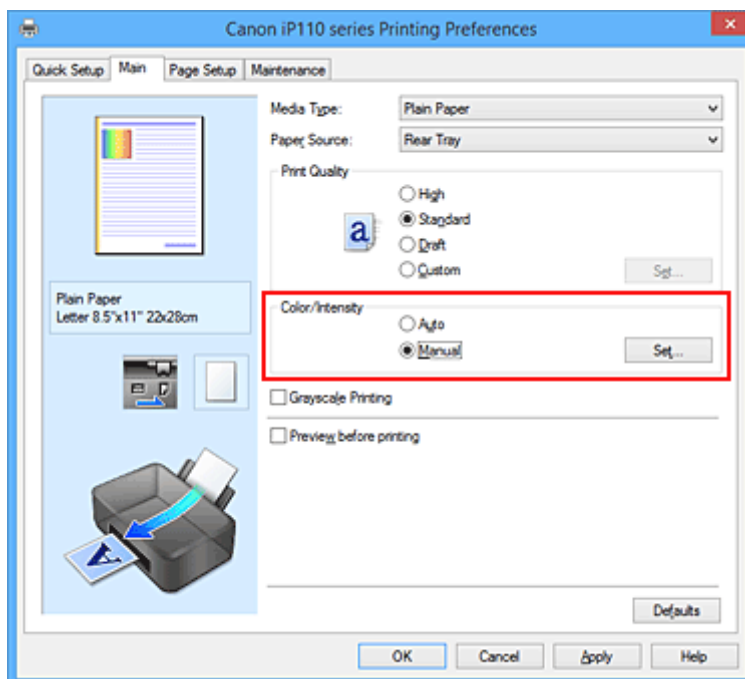 Canon iP110 series Printing Preferences
Quick Setup Main Page Setup Maintenance
Media Type: Plain Paper
Paper Source: Rear Tray
Print Quality
High
a Standard
Draft
Custom Set...
Plain Paper
Letter 8.5"x11" 22x28cm
Color/Intensity
Auto
Manual Set...
Grayscale Printing
Preview before printing
A
Defaults
OK Cancel Apply Help